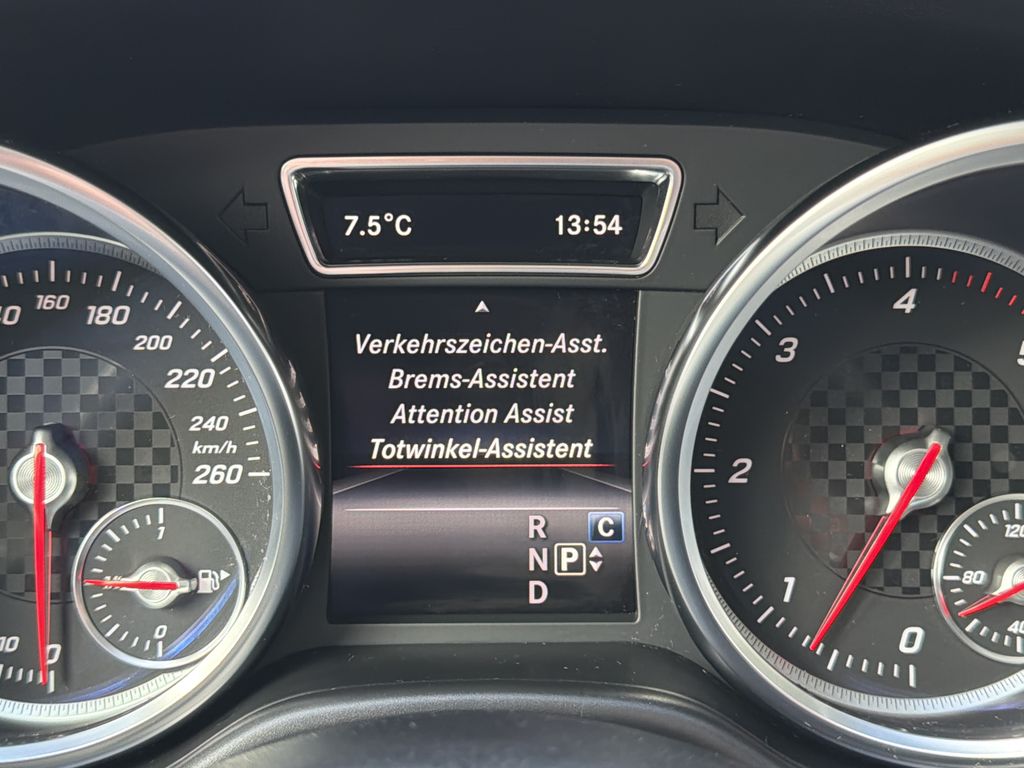 7.5°C 13:54
Verkehrszeichen-Asst.
Brems-Assistent
Attention Assist
Totwinkel-Assistent
R C
N P
D
160
180
200
220
240
km/h
260
1
0
0
0
1
2
3
4
80
120
40